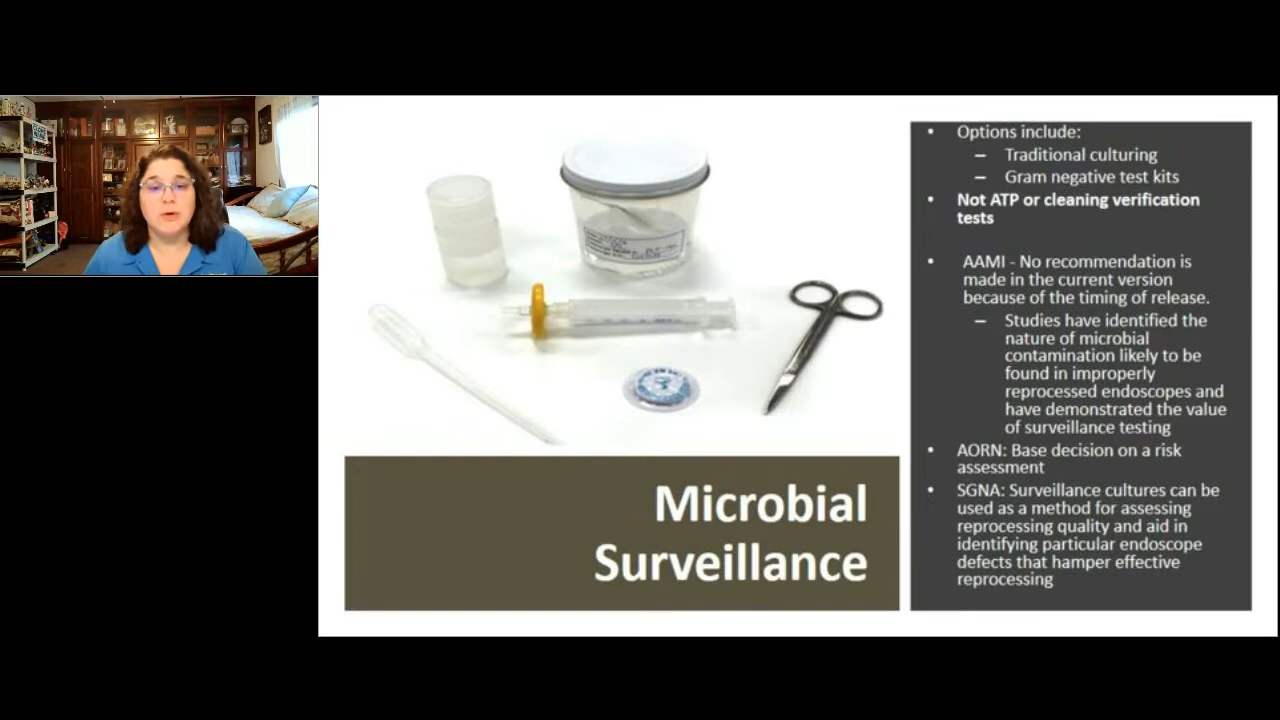 • Options include:
– Traditional culturing
– Gram negative test kits
• Not ATP or cleaning verification
tests
• AAMI - No recommendation is
made in the current version
because of the timing of release.
– Studies have identified the
nature of microbial
contamination likely to be
found in improperly
reprocessed endoscopes and
have demonstrated the value
of surveillance testing
• AORN: Base decision on a risk
assessment
• SGNA: Surveillance cultures can be
used as a method for assessing
reprocessing quality and aid in
identifying particular endoscope
defects that hamper effective
reprocessing
Microbial
Surveillance